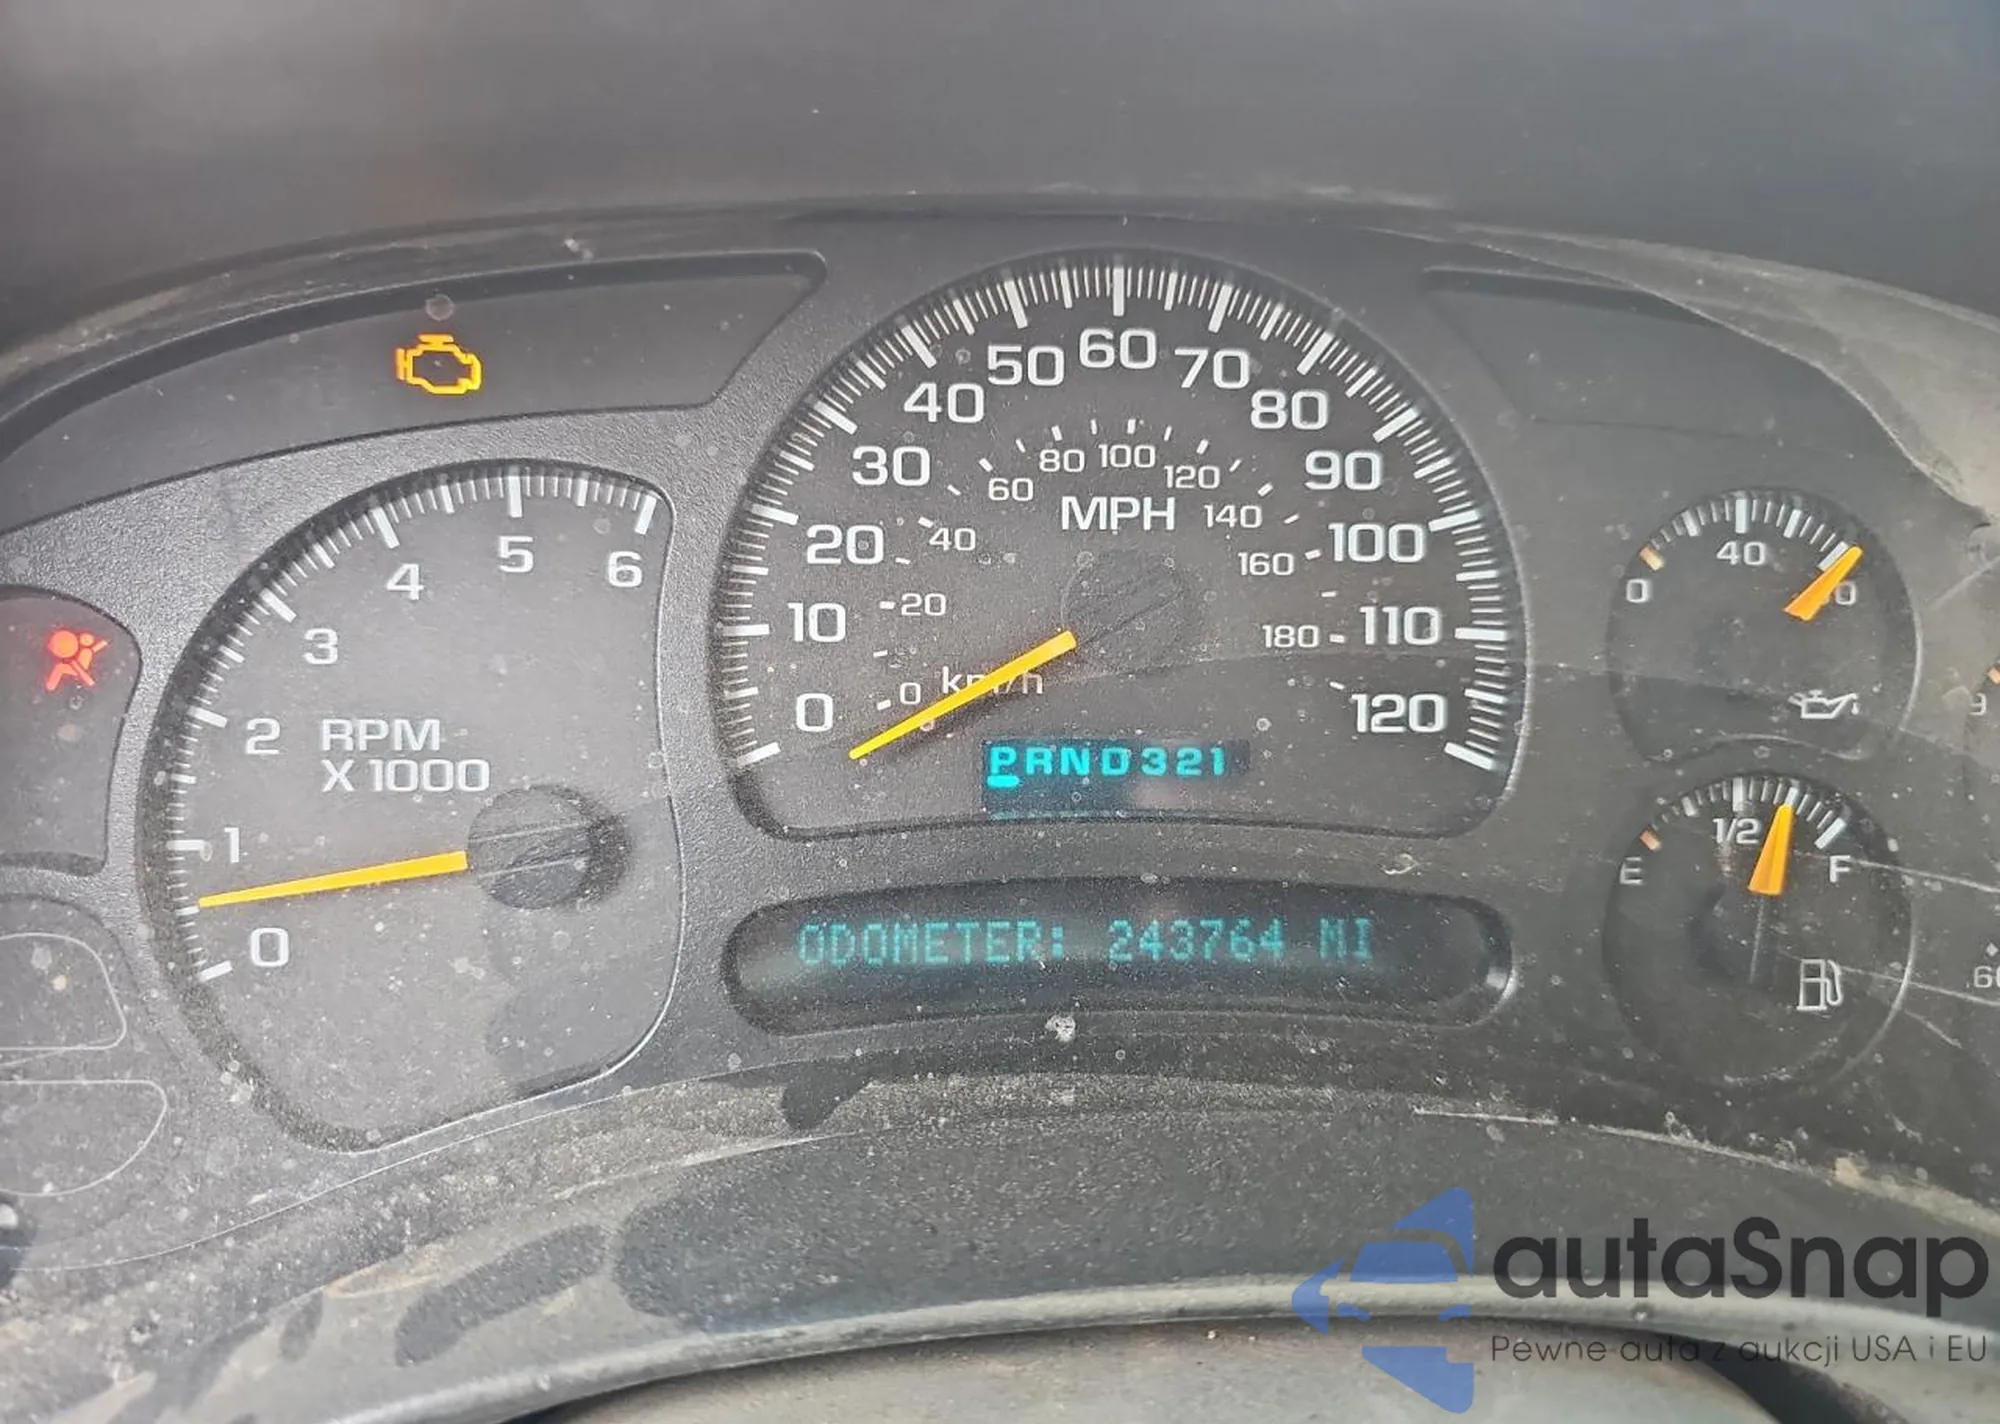 0 1 2 3 4 5 6
RPM
X 1000
0 10 20 30 40 50 60 70 80 90 100 110 120
MPH
0 20 40 60 80 100 120 140 160 180
km/h
PRND321
ODOMETER: 243764 MI
0 40
E 1/2 F
autaSnap
Pewne auta z aukcji USA i EU